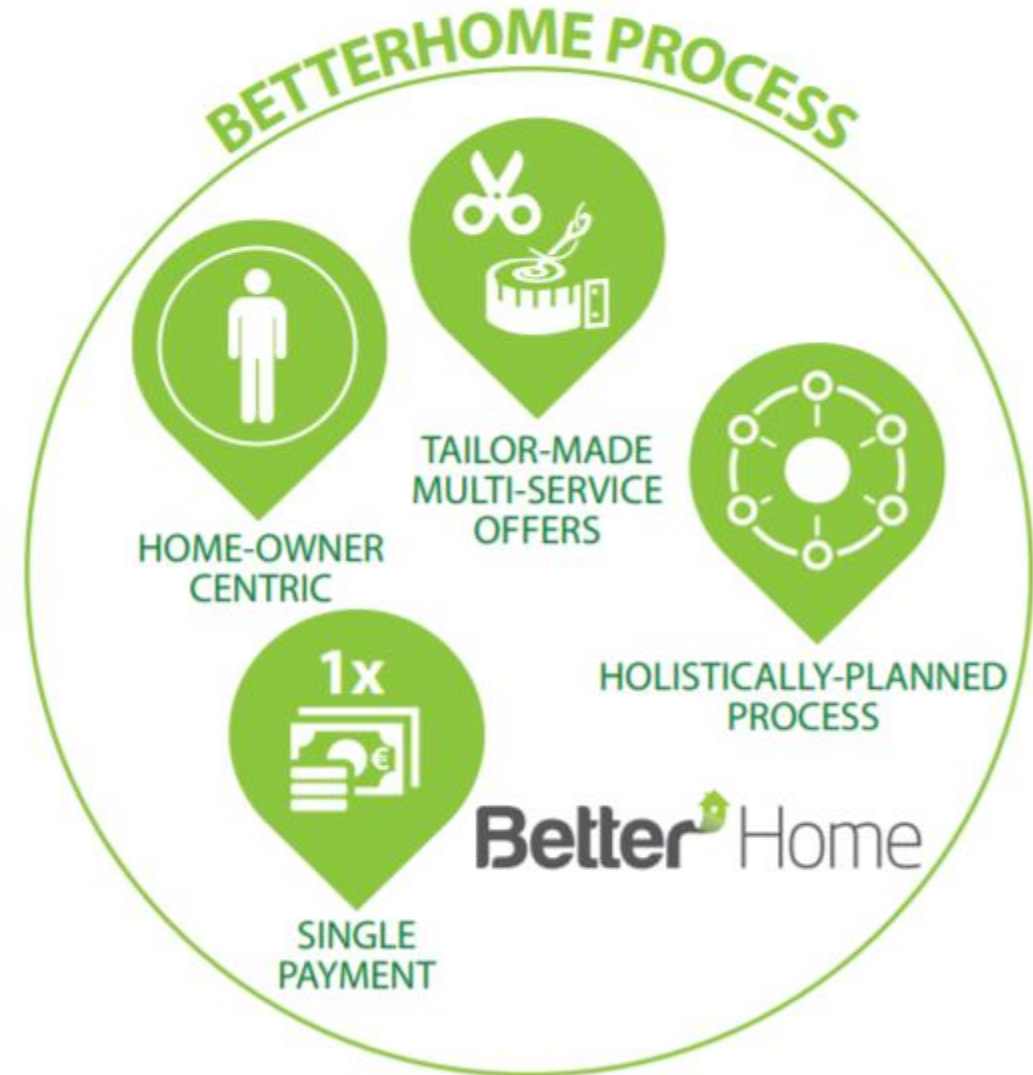 BETTERHOME PROCESS
TAILOR-MADE
MULTI-SERVICE
OFFERS
HOME-OWNER
CENTRIC
HOLISTICALLY-PLANNED
PROCESS
1x
€
SINGLE
PAYMENT
Better Home